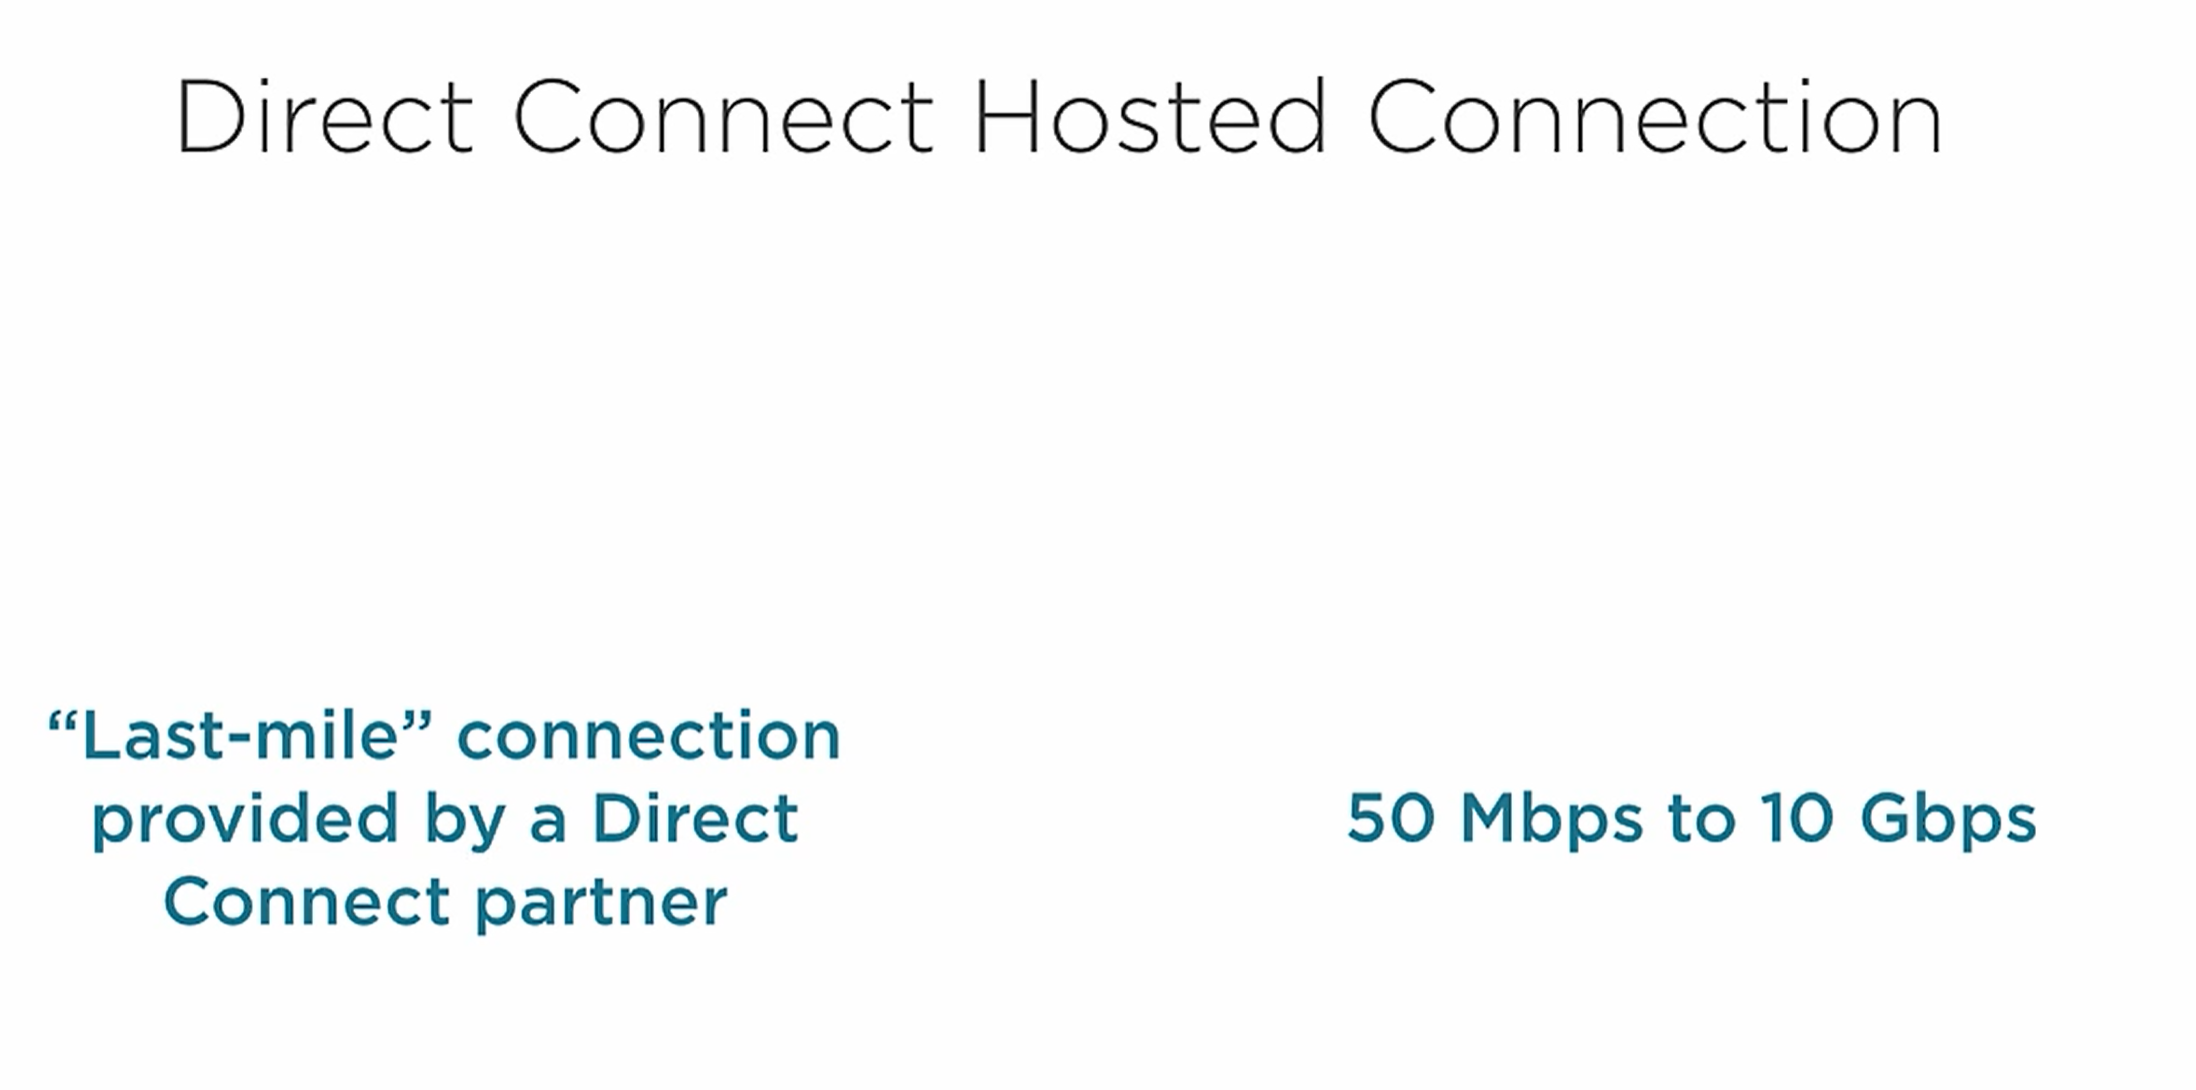 Direct Connect Hosted Connection
“Last-mile” connection
provided by a Direct
Connect partner
50 Mbps to 10 Gbps